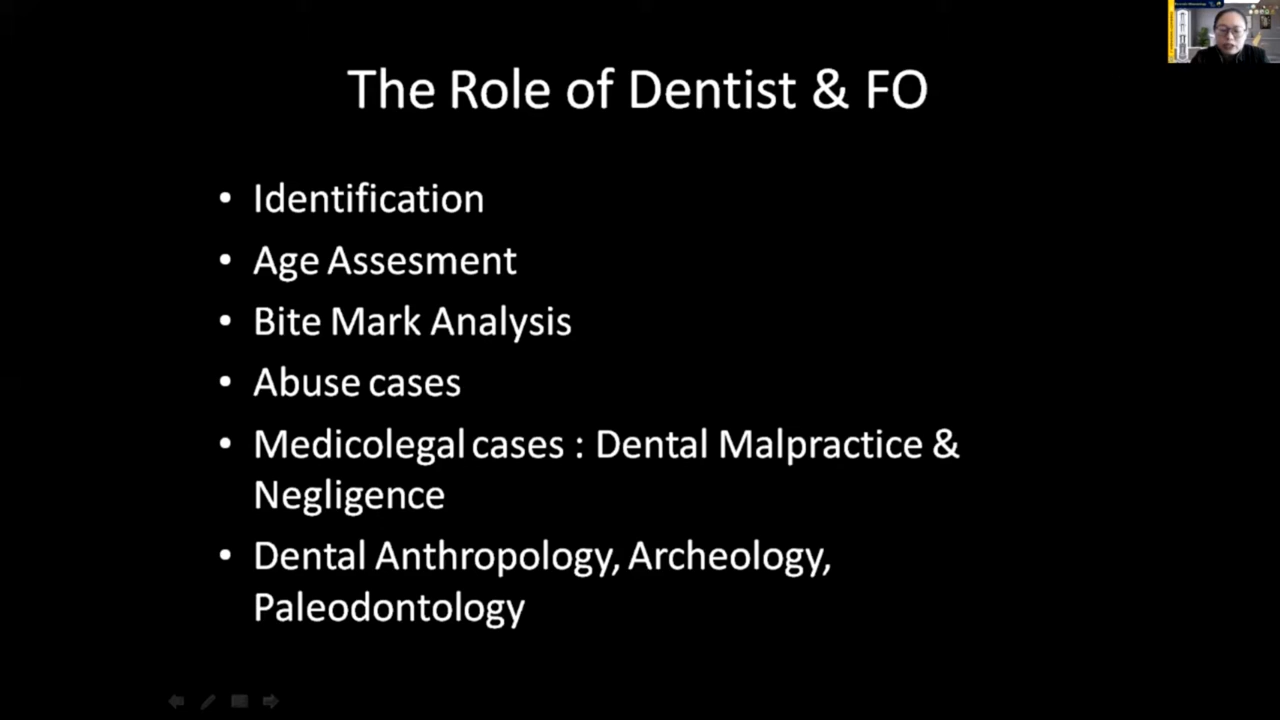 The Role of Dentist & FO
• Identification
• Age Assesment
• Bite Mark Analysis
• Abuse cases
• Medicolegal cases : Dental Malpractice &
Negligence
• Dental Anthropology, Archeology,
Paleodontology